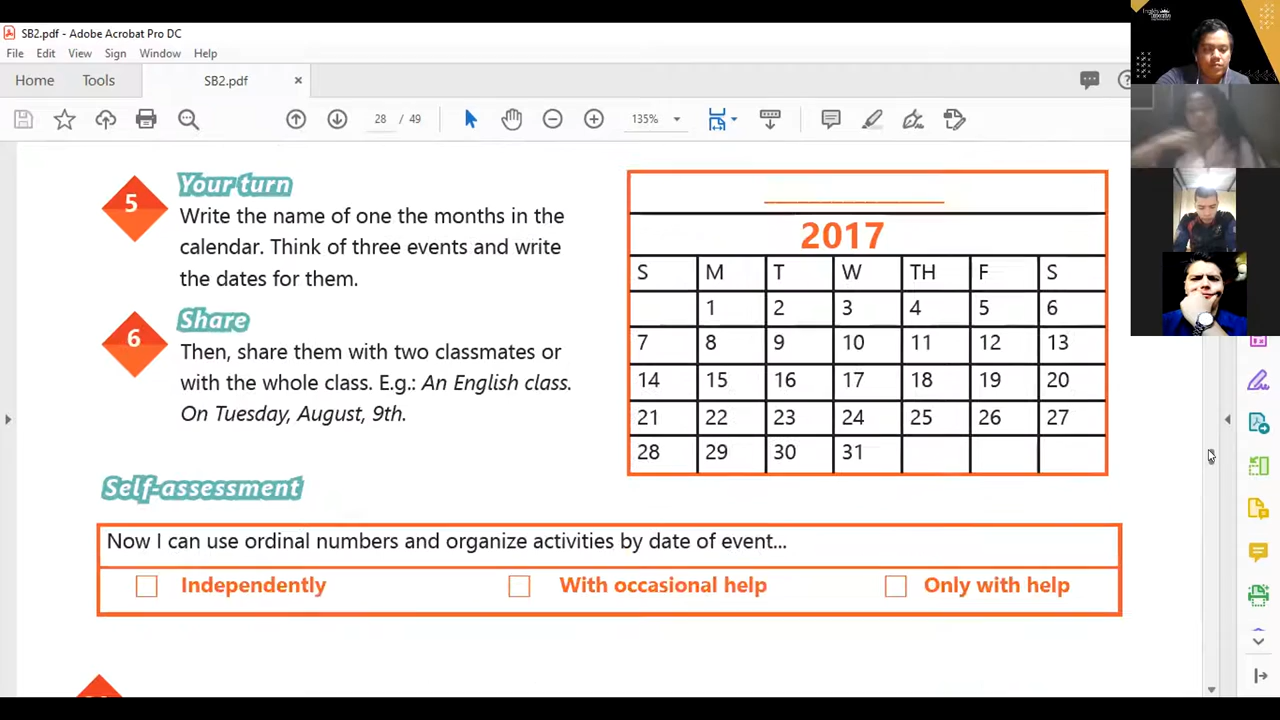 SB2.pdf - Adobe Acrobat Pro DC
File Edit View Sign Window Help
Home Tools SB2.pdf ×
28 / 49 135%
5 Your turn
Write the name of one the months in the
calendar. Think of three events and write
the dates for them.
6 Share
Then, share them with two classmates or
with the whole class. E.g.: An English class.
On Tuesday, August, 9th.
2017
S M T W TH F S
1 2 3 4 5 6
7 8 9 10 11 12 13
14 15 16 17 18 19 20
21 22 23 24 25 26 27
28 29 30 31
Self-assessment
Now I can use ordinal numbers and organize activities by date of event...
Independently With occasional help Only with help